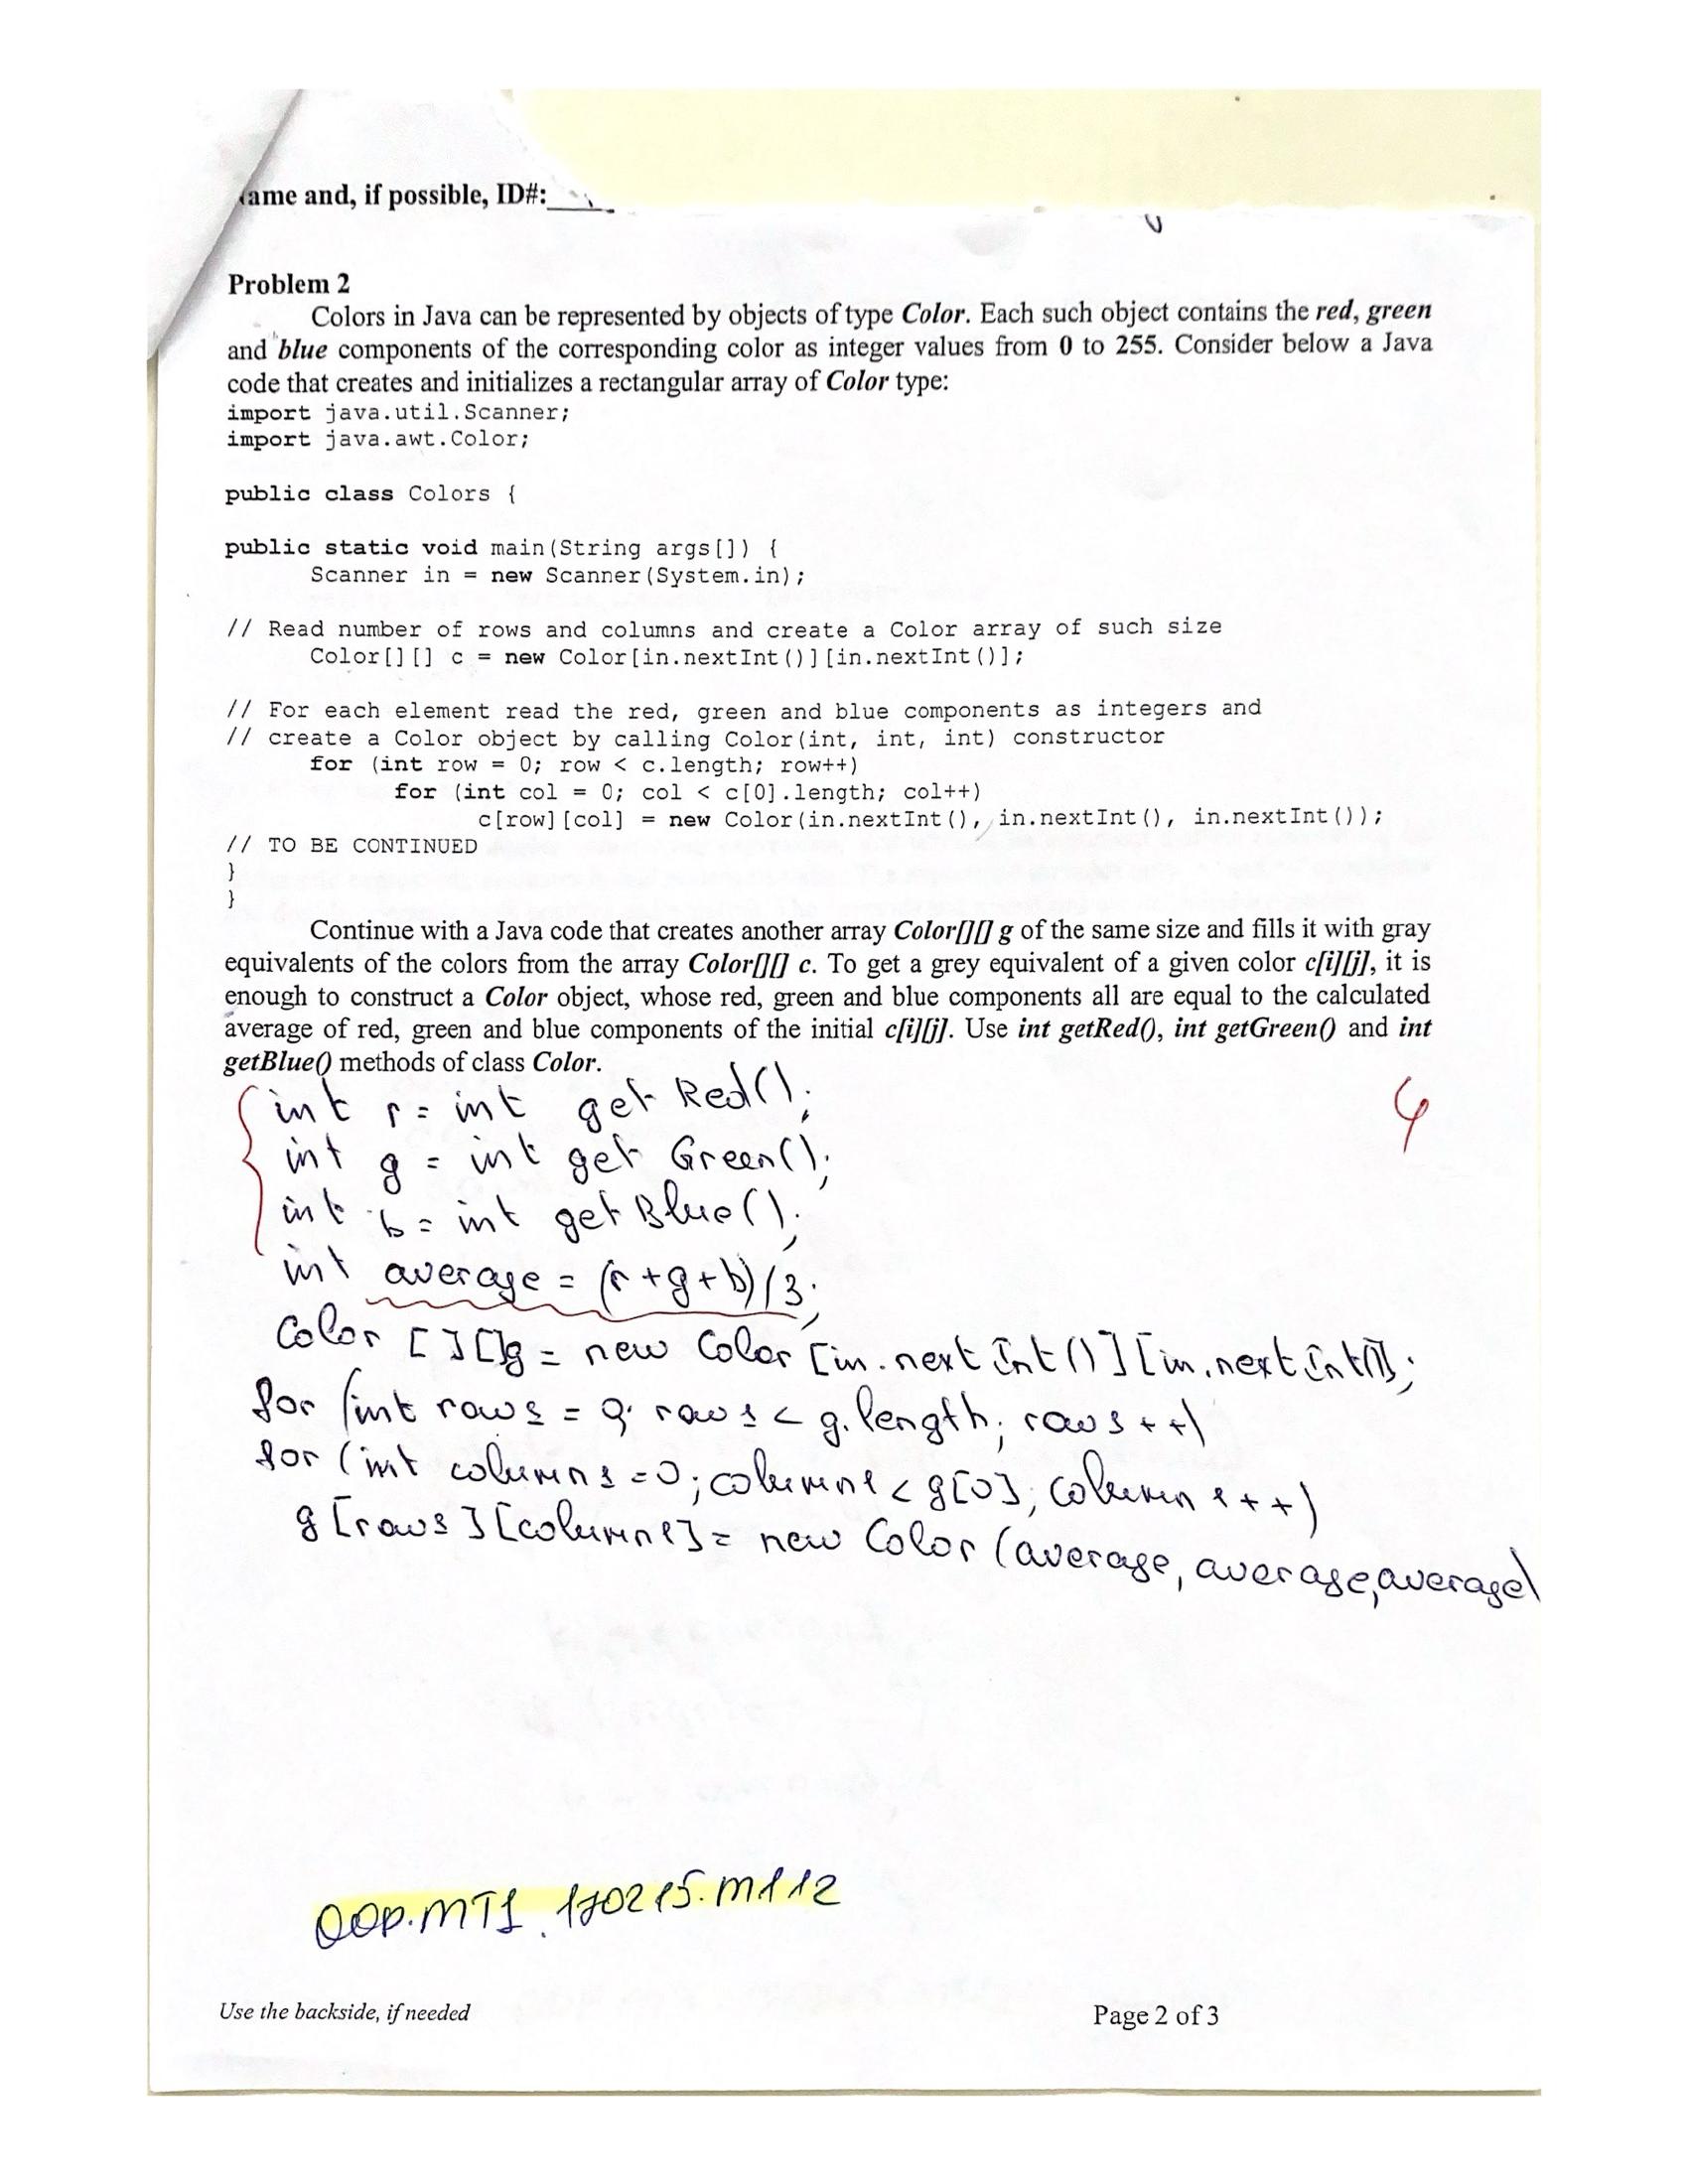 ame and, if possible, ID#:
Problem 2
Colors in Java can be represented by objects of type Color. Each such object contains the red, green
and blue components of the corresponding color as integer values from 0 to 255. Consider below a Java
code that creates and initializes a rectangular array of Color type:
import java.util.Scanner;
import java.awt.Color;
public class Colors {
public static void main(String args[]) {
Scanner in = new Scanner(System.in);
// Read number of rows and columns and create a Color array of such size
Color[][] c = new Color[in.nextInt()][in.nextInt()];
// For each element read the red, green and blue components as integers and
// create a Color object by calling Color(int, int, int) constructor
for (int row = 0; row < c.length; row++)
for (int col = 0; col < c[0].length; col++)
c[row][col] = new Color(in.nextInt(), in.nextInt(), in.nextInt());
// TO BE CONTINUED
}
}
Continue with a Java code that creates another array Color[][] g of the same size and fills it with gray
equivalents of the colors from the array Color[][] c. To get a grey equivalent of a given color c[i][j], it is
enough to construct a Color object, whose red, green and blue components all are equal to the calculated
average of red, green and blue components of the initial c[i][j]. Use int getRed(), int getGreen() and int
getBlue() methods of class Color.
int r = int get Red();
int g = int get Green();
int b = int getBlue();
int average = (r+g+b)/3;
Color [][]g = new Color [in.nextInt()][in.nextInt()];
for (int rows = 0; rows < g.length; rows++)
for (int columns =0; columns < g[0]; columns++)
g[rows][columns] = new Color (average, average, average)
OOP.MT1.170215.M112
Use the backside, if needed
Page 2 of 3